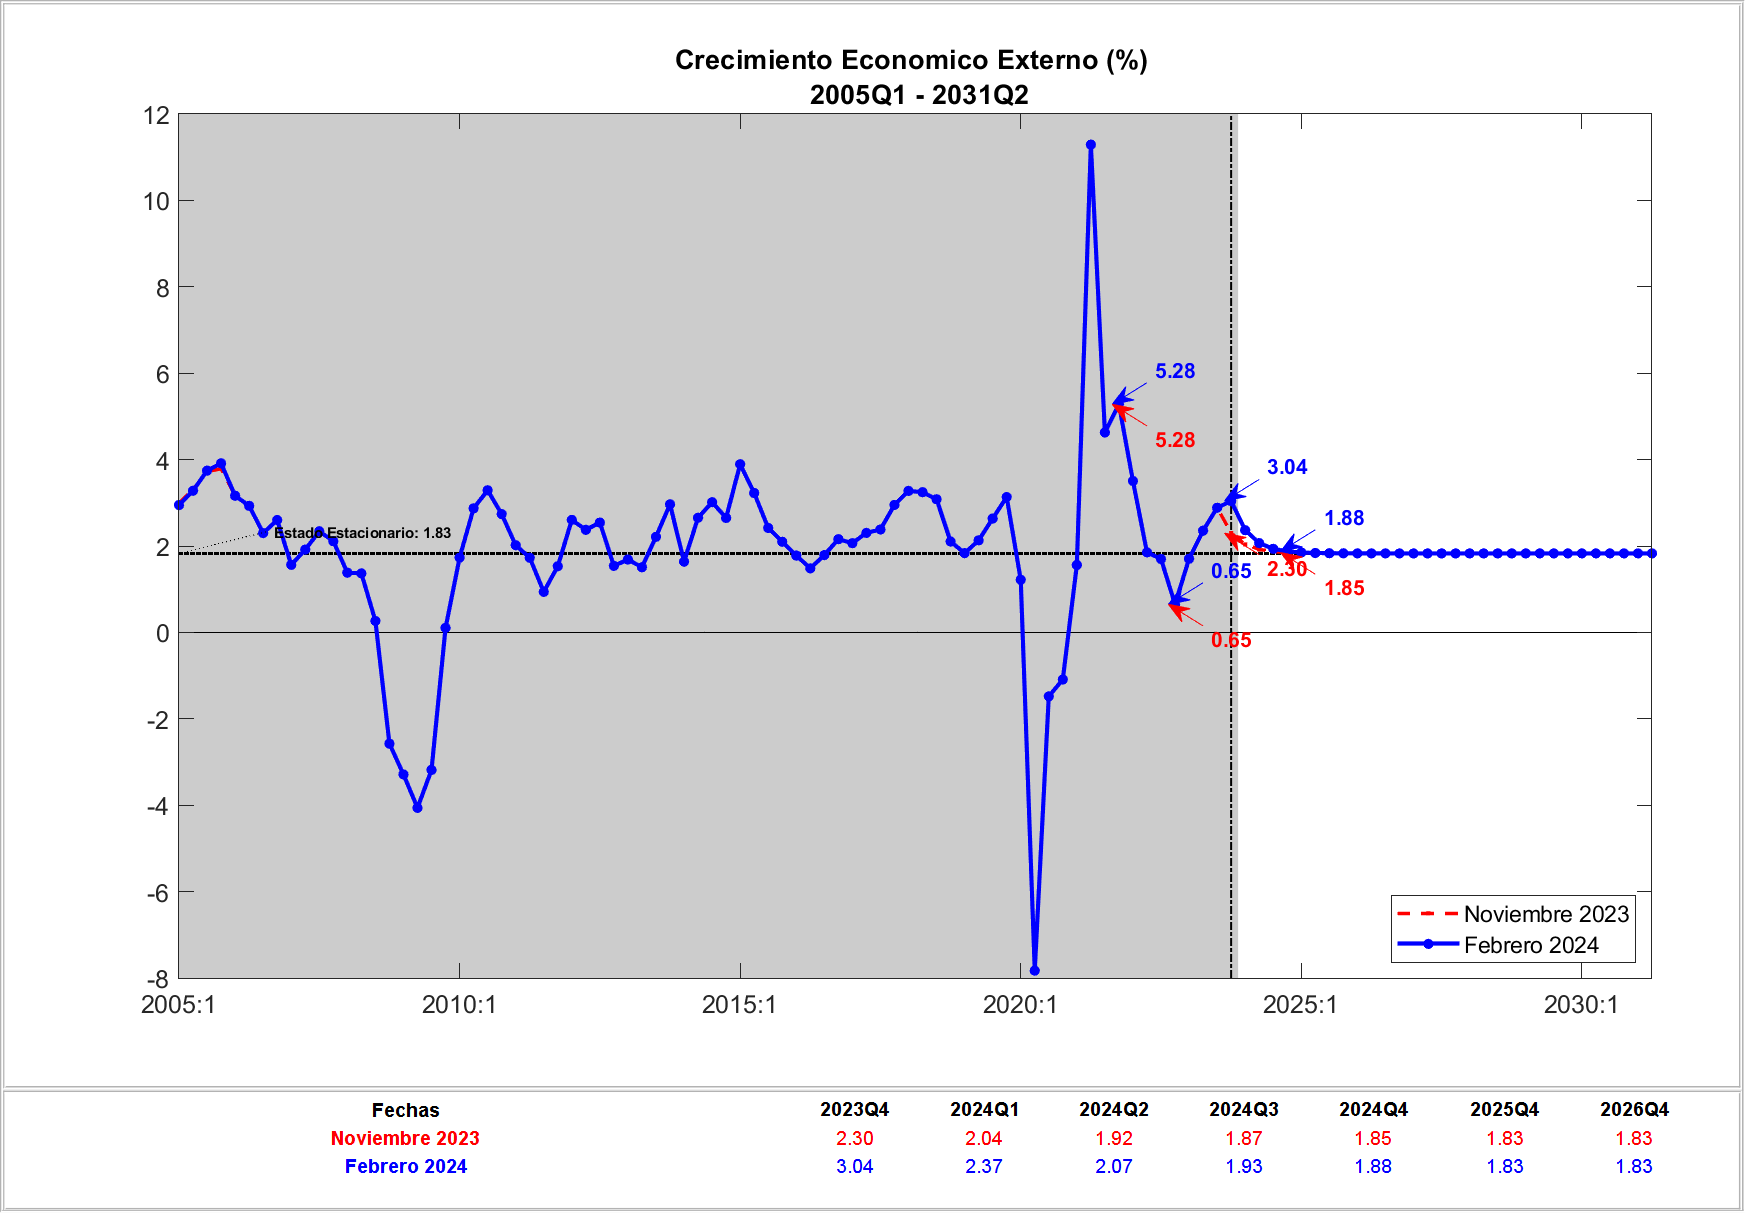 Crecimiento Economico Externo (%)
2005Q1 - 2031Q2
12
10
8
6
4
2
0
-2
-4
-6
-8
2005:1 2010:1 2015:1 2020:1 2025:1 2030:1
Estado Estacionario: 1.83
5.28
5.28
3.04
1.88
0.65
2.30
1.85
0.65
Noviembre 2023
Febrero 2024
Fechas 2023Q4 2024Q1 2024Q2 2024Q3 2024Q4 2025Q4 2026Q4
Noviembre 2023 2.30 2.04 1.92 1.87 1.85 1.83 1.83
Febrero 2024 3.04 2.37 2.07 1.93 1.88 1.83 1.83